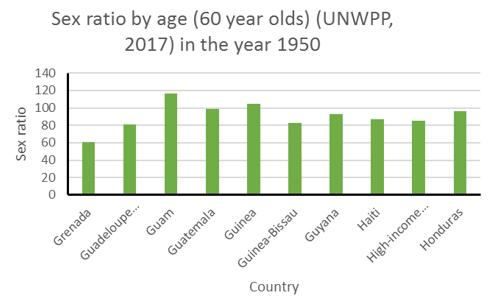 Sex ratio by age (60 year olds) (UNWPP,
2017) in the year 1950
140
120
100
80
60
40
20
0
Sex ratio
Grenada
Guadeloupe...
Guam
Guatemala
Guinea
Guinea-Bissau
Guyana
Haiti
High-income...
Honduras
Country